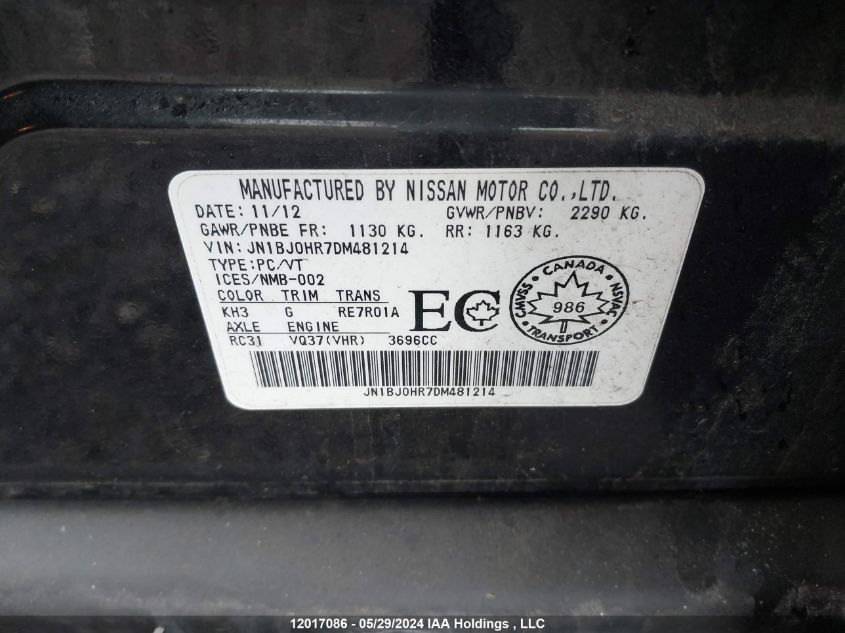 MANUFACTURED BY NISSAN MOTOR CO.,LTD.
DATE: 11/12 GVWR/PNBV: 2290 KG.
GAWR/PNBE FR: 1130 KG. RR: 1163 KG.
VIN: JN1BJ0HR7DM481214
TYPE:PC/VT
ICES/NMB-002
COLOR TRIM TRANS
KH3 G RE7R01A
AXLE ENGINE
RC31 VQ37(VHR) 3696CC
EC
CANADA
CMVSS 986 NSVAC
TRANSPORT
JN1BJ0HR7DM481214
12017086 - 05/29/2024 IAA Holdings , LLC